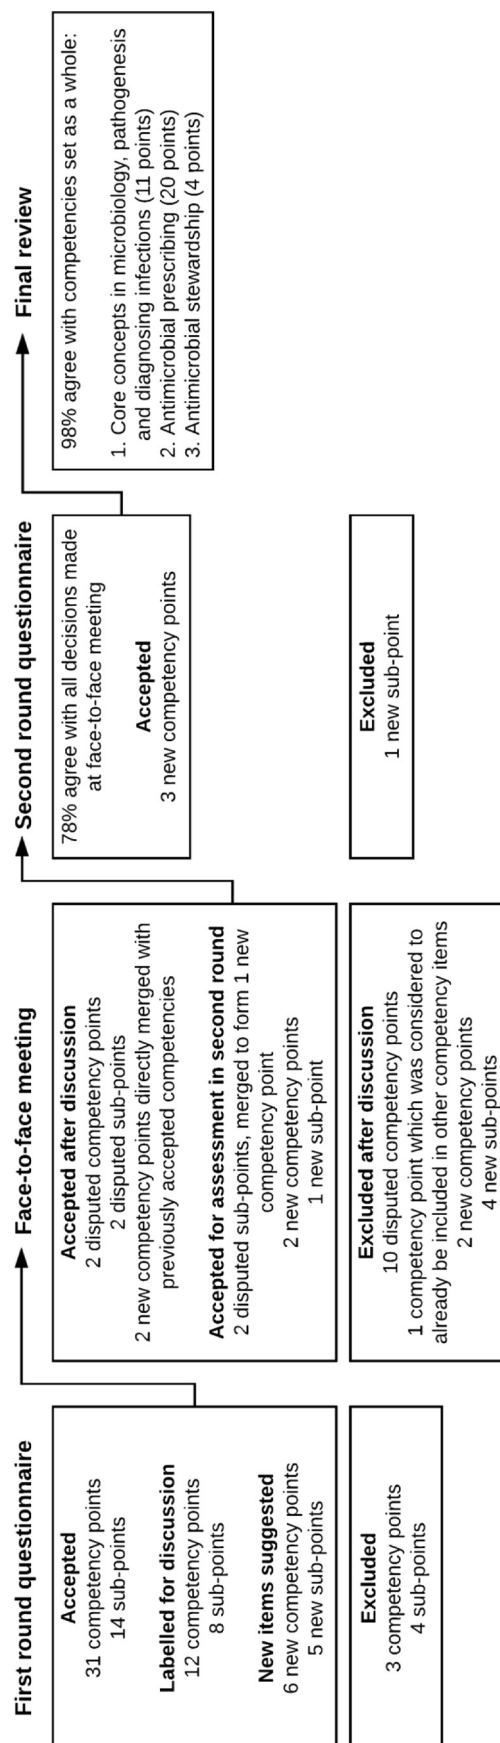 First round questionnaire
Accepted
31 competency points
14 sub-points
Labelled for discussion
12 competency points
8 sub-points
New items suggested
6 new competency points
5 new sub-points
Excluded
3 competency points
4 sub-points
Face-to-face meeting
Accepted after discussion
2 disputed competency points
2 disputed sub-points
2 new competency points directly merged with
previously accepted competencies
Accepted for assessment in second round
2 disputed sub-points, merged to form 1 new
competency point
2 new competency points
1 new sub-point
Excluded after discussion
10 disputed competency points
1 competency point which was considered to
already be included in other competency items
2 new competency points
4 new sub-points
Second round questionnaire
78% agree with all decisions made
at face-to-face meeting
Accepted
3 new competency points
Excluded
1 new sub-point
Final review
98% agree with competencies set as a whole:
1. Core concepts in microbiology, pathogenesis
and diagnosing infections (11 points)
2. Antimicrobial prescribing (20 points)
3. Antimicrobial stewardship (4 points)